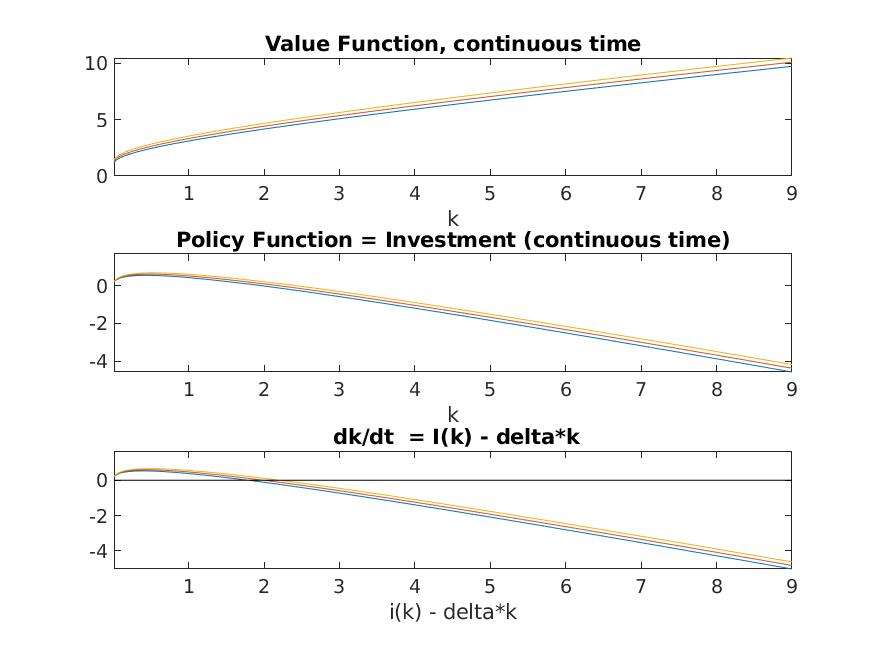 Value Function, continuous time
10
5
0
1 2 3 4 5 6 7 8 9
k
Policy Function = Investment (continuous time)
0
-2
-4
1 2 3 4 5 6 7 8 9
k
dk/dt = I(k) - delta*k
0
-2
-4
1 2 3 4 5 6 7 8 9
i(k) - delta*k